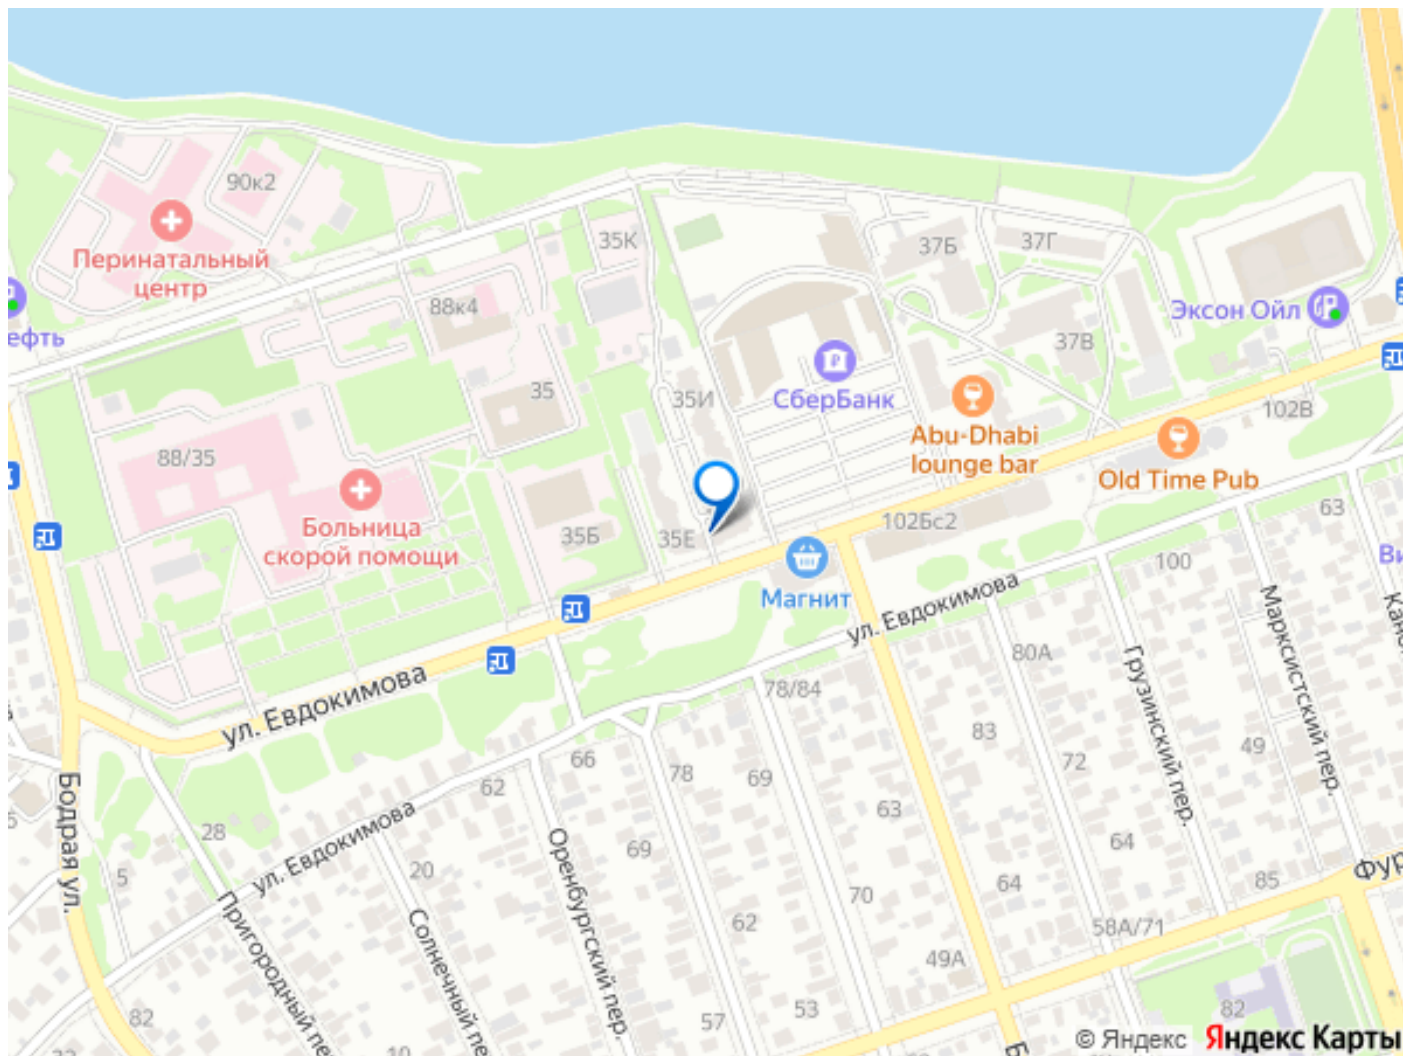 90к2
Перинатальный
центр
ефть
35К
88к4
37Б
37Г
Эксон Ойл
37В
35
35И
СберБанк
Abu-Dhabi
lounge bar
102В
88/35
Больница
скорой помощи
35Б
35Е
102Бс2
Old Time Pub
63
Магнит
100
ул. Евдокимова
80А
Грузинский пер.
Марксистский пер.
ул. Евдокимова
78/84
83
72
49
66
78
69
62
63
Бодрая ул.
28
ул. Евдокимова
Оренбургский пер.
69
64
5
20
70
64
85
Фур
Пригородный пе
Солнечный пе
62
58А/71
49А
82
53
57
82
10
© Яндекс
Яндекс Карты